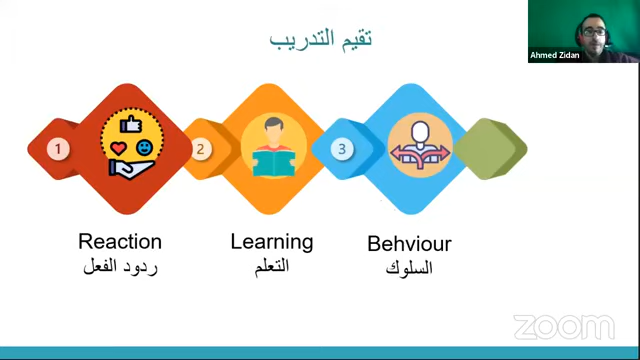 تقيم التدريب
Ahmed Zidan
1
2
3
Reaction
ردود الفعل
Learning
التعلم
Behviour
السلوك
zoom